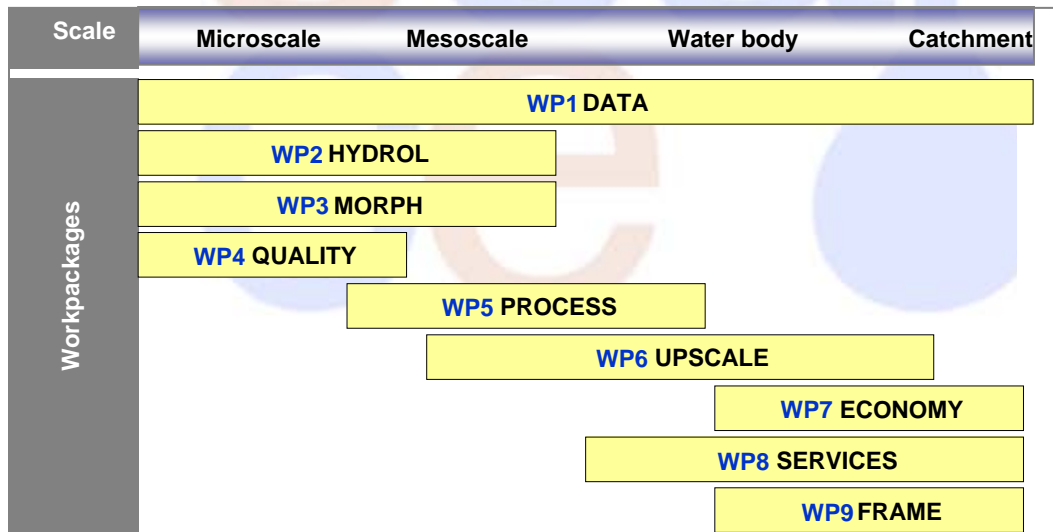 Scale
Microscale Mesoscale Water body Catchment
Workpackages
WP1 DATA
WP2 HYDROL
WP3 MORPH
WP4 QUALITY
WP5 PROCESS
WP6 UPSCALE
WP7 ECONOMY
WP8 SERVICES
WP9 FRAME